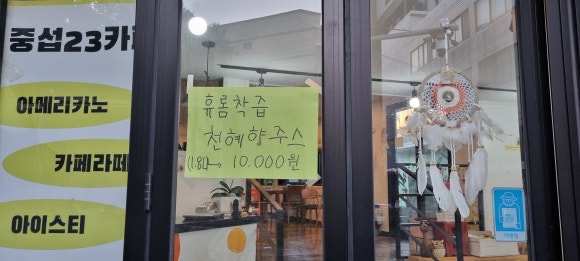 중섭23카페
아메리카노
카페라떼
아이스티
휴롬착즙
천혜향주스
(1.8L)→ 10.000원